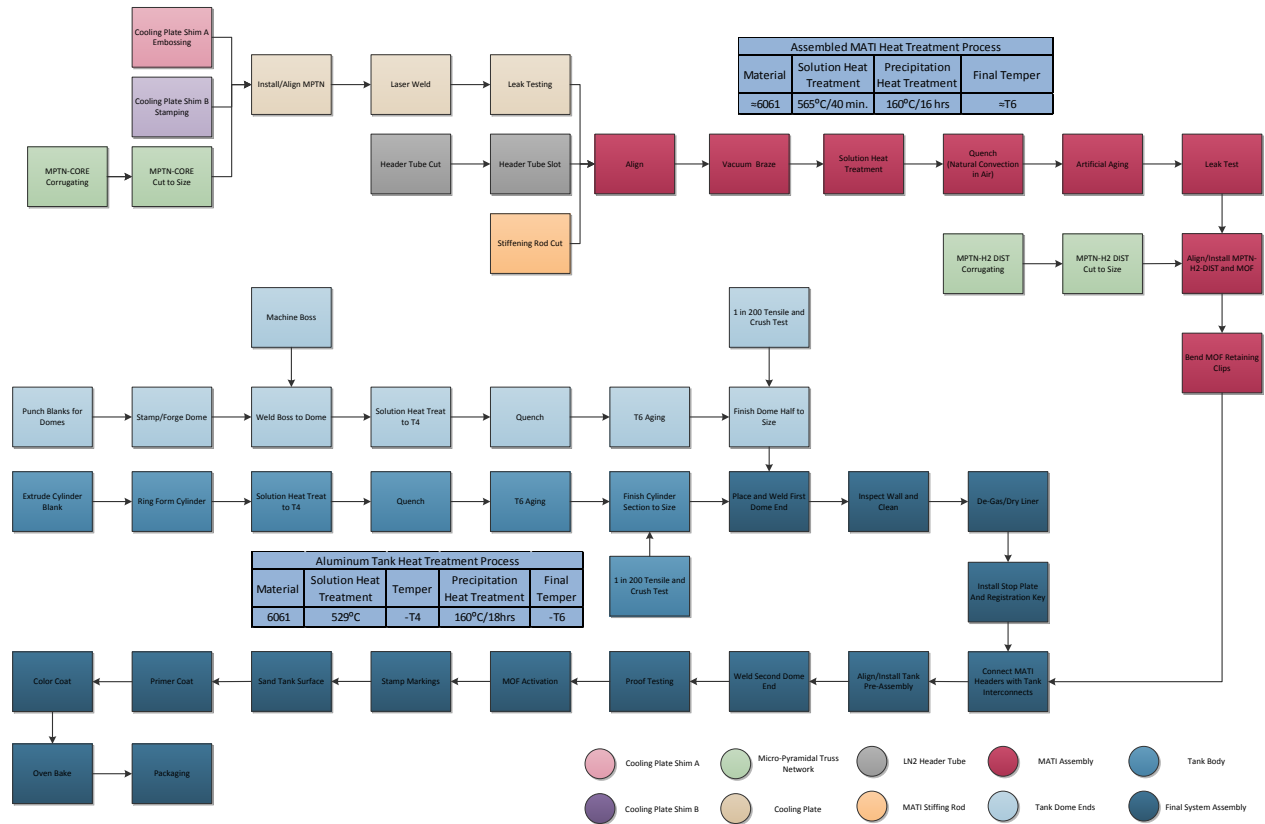 Cooling Plate Shim A
Embossing
Cooling Plate Shim B
Stamping
MPTN-CORE
Corrugating
MPTN-CORE
Cut to Size
Install/Align MPTN
Laser Weld
Leak Testing
Header Tube Cut
Header Tube Slot
Stiffening Rod Cut
Assembled MATI Heat Treatment Process
Material
Solution Heat
Treatment
Precipitation
Heat Treatment
Final Temper
≈6061
565⁰C/40 min.
160⁰C/16 hrs
≈T6
Align
Vacuum Braze
Solution Heat
Treatment
Quench
(Natural Convection
in Air)
Artificial Aging
Leak Test
MPTN-H2 DIST
Corrugating
MPTN-H2 DIST
Cut to Size
Align/Install MPTN-
H2-DIST and MOF
Bend MOF Retaining
Clips
Machine Boss
1 in 200 Tensile and
Crush Test
Punch Blanks for
Domes
Stamp/Forge Dome
Weld Boss to Dome
Solution Heat Treat
to T4
Quench
T6 Aging
Finish Dome Half to
Size
Extrude Cylinder
Blank
Ring Form Cylinder
Solution Heat Treat
to T4
Quench
T6 Aging
Finish Cylinder
Section to Size
Place and Weld First
Dome End
Inspect Wall and
Clean
De-Gas/Dry Liner
Aluminum Tank Heat Treatment Process
Material
Solution Heat
Treatment
Temper
Precipitation
Heat Treatment
Final
Temper
6061
529⁰C
-T4
160⁰C/18hrs
-T6
1 in 200 Tensile and
Crush Test
Install Stop Plate
And Registration Key
Color Coat
Primer Coat
Sand Tank Surface
Stamp Markings
MOF Activation
Proof Testing
Weld Second Dome
End
Align/Install Tank
Pre-Assembly
Connect MATI
Headers with Tank
Interconnects
Oven Bake
Packaging
Cooling Plate Shim A
Micro-Pyramidal Truss
Network
LN2 Header Tube
MATI Assembly
Tank Body
Cooling Plate Shim B
Cooling Plate
MATI Stiffing Rod
Tank Dome Ends
Final System Assembly